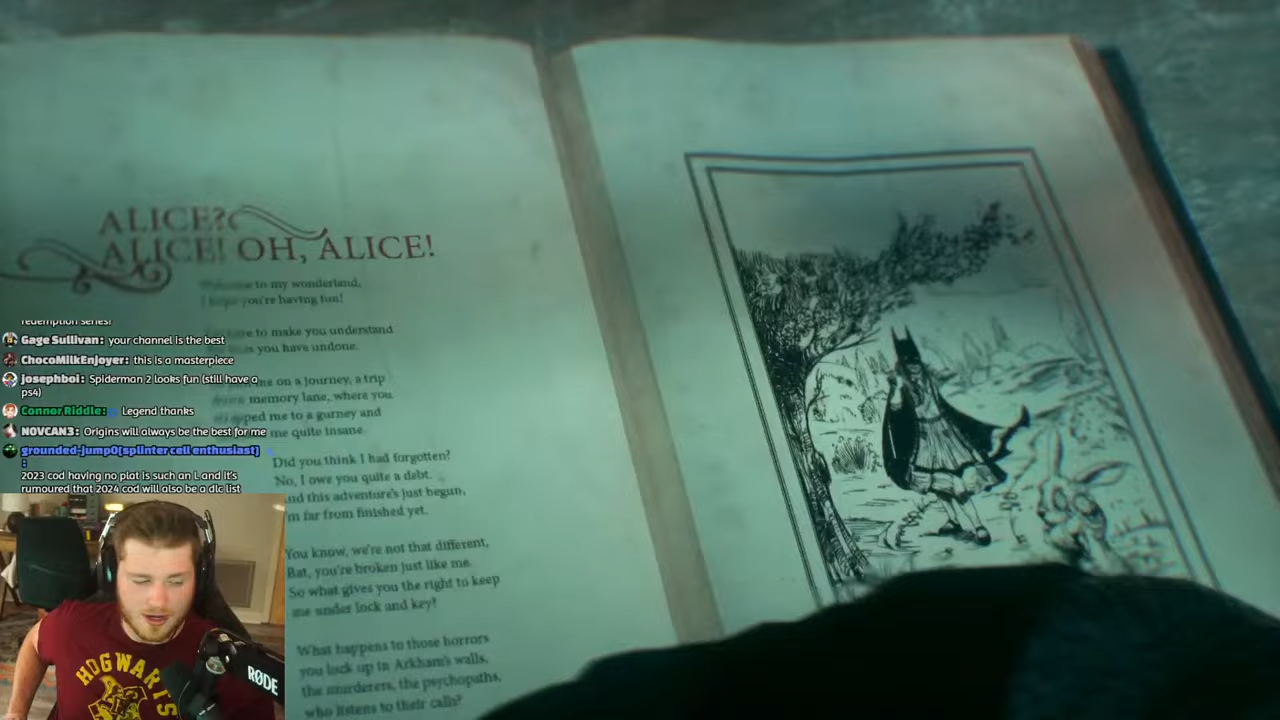 ALICE?
ALICE! OH, ALICE!
Welcome to my wonderland,
I hope you're having fun!
to make you understand
you have undone.
me on a journey, a trip
memory lane, where you
me to a gurney and
me quite insane.
Did you think I had forgotten?
No, I owe you quite a debt.
And this adventure's just begun,
I'm far from finished yet.
You know, we're not that different,
Bat, you're broken just like me.
So what gives you the right to keep
me under lock and key?
What happens to those horrors
you lock up in Arkham's walls,
the murderers, the psychopaths,
who listens to their calls?
redemption series?
Gage Sullivan: your channel is the best
ChocoMilkEnjoyer: this is a masterpiece
josephboi: Spiderman 2 looks fun (still have a
ps4)
Connor Riddle: Legend thanks
N0VCAN3: Origins will always be the best for me
grounded-jump0[splinter cell enthusiast]
:
2023 cod having no plat is such an L and it's
rumoured that 2024 cod will also be a dlc list
HOGWARTS
RØDE